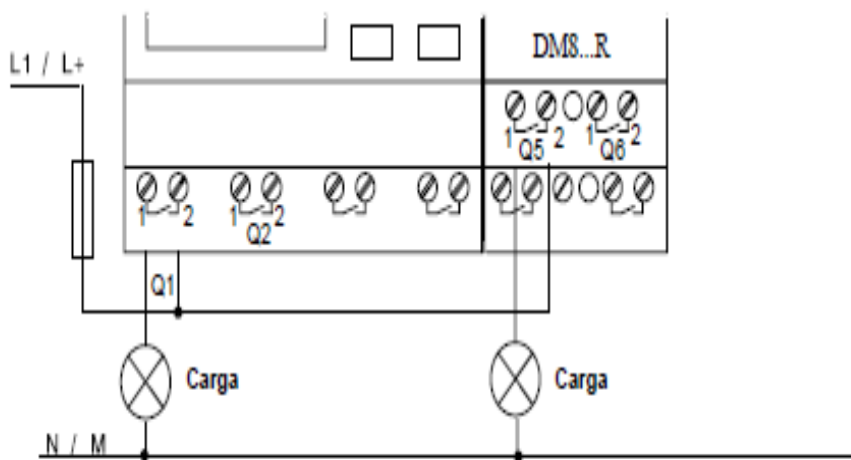 DM8...R
L1 / L+
1 2 1 2
Q5 Q6
1 2 1 2
Q2
Q1
Carga Carga
N / M